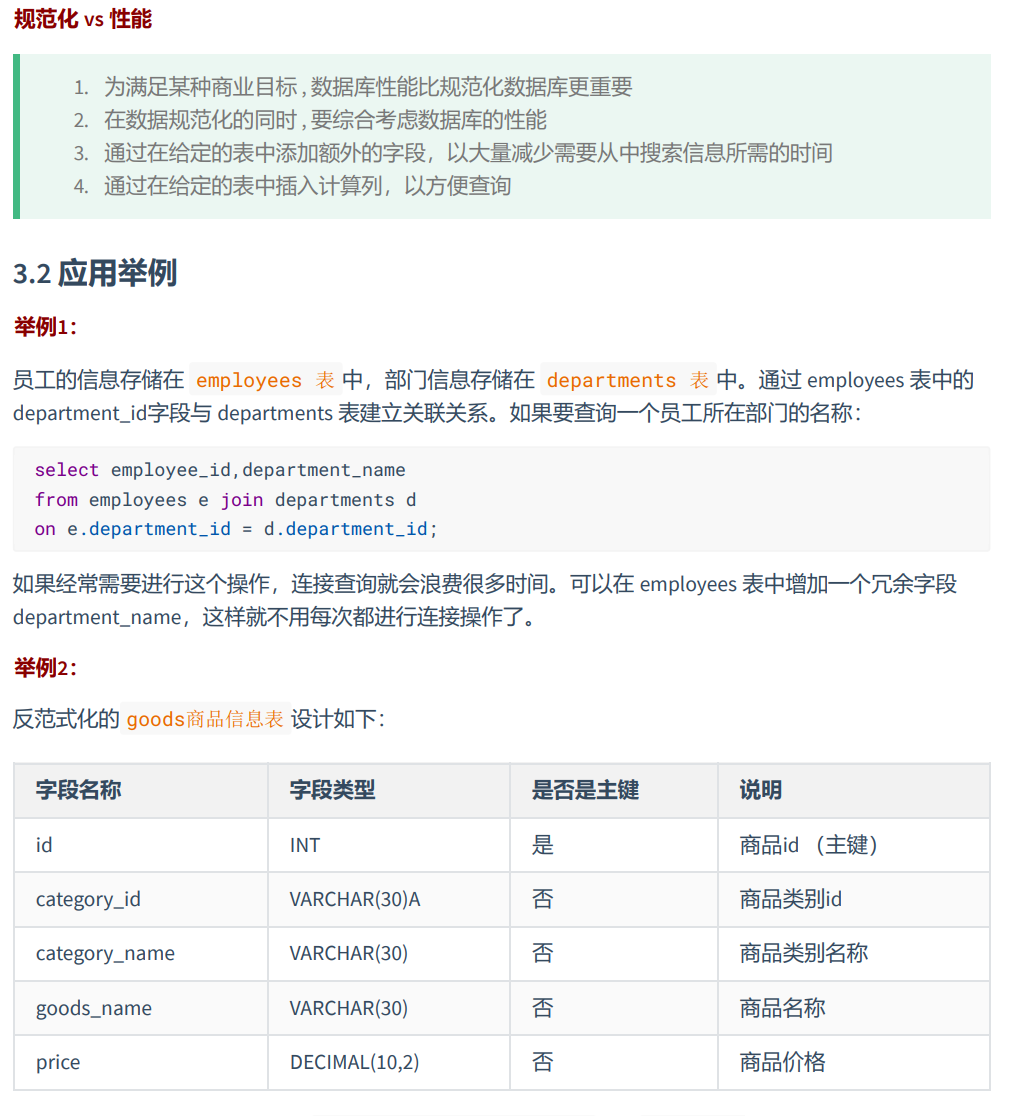 规范化 vs 性能
1. 为满足某种商业目标 , 数据库性能比规范化数据库更重要
2. 在数据规范化的同时 , 要综合考虑数据库的性能
3. 通过在给定的表中添加额外的字段，以大量减少需要从中搜索信息所需的时间
4. 通过在给定的表中插入计算列，以方便查询
3.2 应用举例
举例1：
员工的信息存储在 employees 表 中，部门信息存储在 departments 表 中。通过 employees 表中的
department_id字段与 departments 表建立关联关系。如果要查询一个员工所在部门的名称：
select employee_id,department_name
from employees e join departments d
on e.department_id = d.department_id;
如果经常需要进行这个操作，连接查询就会浪费很多时间。可以在 employees 表中增加一个冗余字段
department_name，这样就不用每次都进行连接操作了。
举例2：
反范式化的 goods商品信息表 设计如下：
字段名称 字段类型 是否是主键 说明
id INT 是 商品id （主键）
category_id VARCHAR(30)A 否 商品类别id
category_name VARCHAR(30) 否 商品类别名称
goods_name VARCHAR(30) 否 商品名称
price DECIMAL(10,2) 否 商品价格